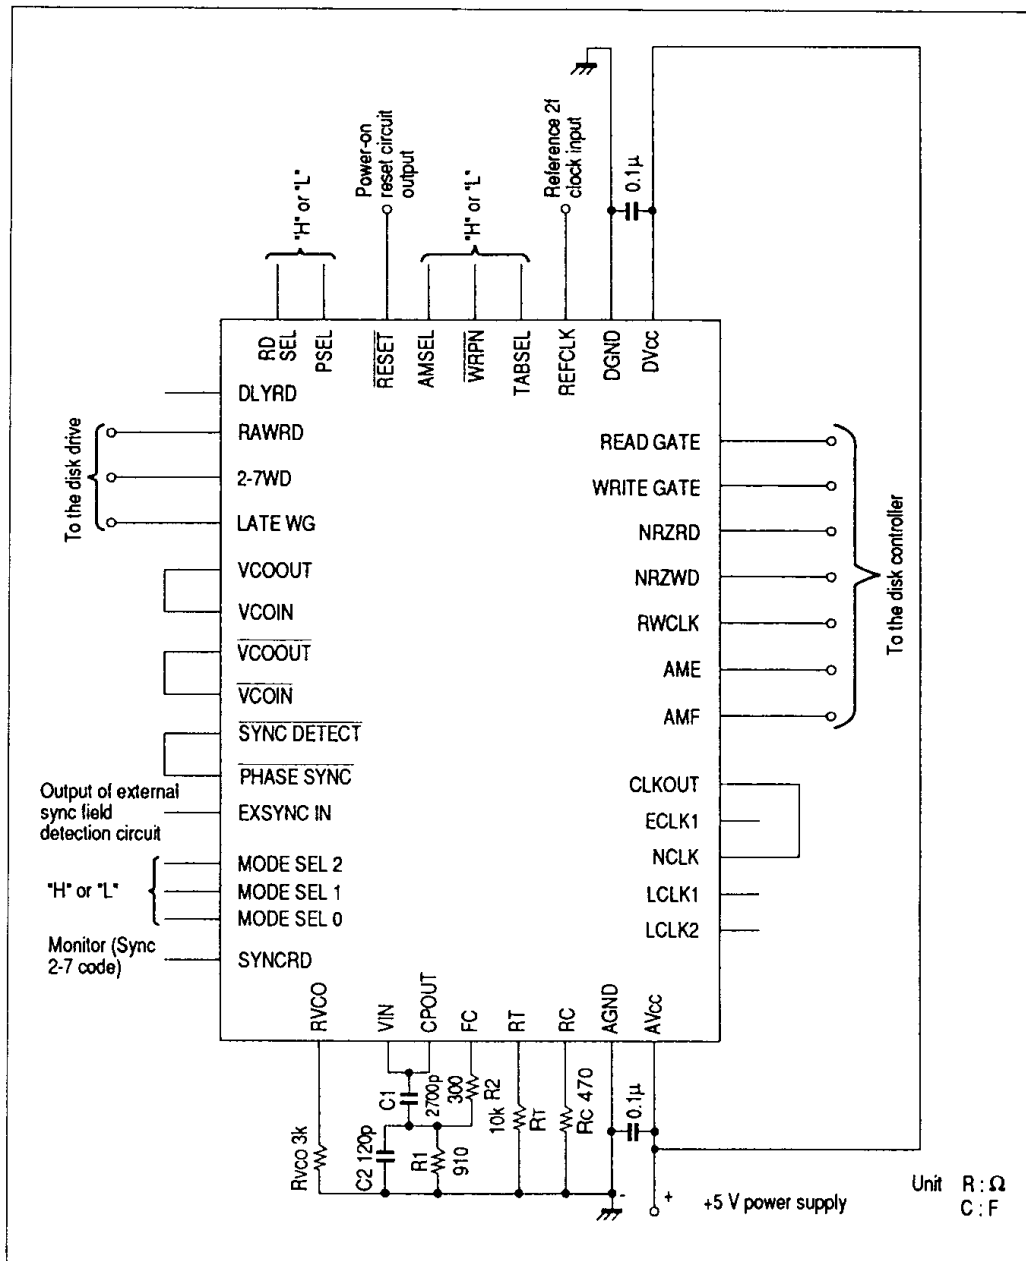 Power-on
reset circuit
output
Reference 2f
clock input
0.1μ
"H" or "L"
"H" or "L"
RD
SEL
PSEL
RESET
AMSEL
WRPN
TABSEL
REFCLK
DGND
DVcc
To the disk drive
DLYRD
RAWRD
2-7WD
LATE WG
VCOOUT
VCOIN
VCOOUT
VCOIN
SYNC DETECT
PHASE SYNC
Output of external
sync field
detection circuit
EXSYNC IN
"H" or "L"
MODE SEL 2
MODE SEL 1
MODE SEL 0
Monitor (Sync
2-7 code)
SYNCRD
READ GATE
WRITE GATE
NRZRD
NRZWD
RWCLK
AME
AMF
To the disk controller
CLKOUT
ECLK1
NCLK
LCLK1
LCLK2
RVCO
VIN
CPOUT
FC
RT
RC
AGND
AVcc
Rvco 3k
C1
2700p
C2 120p
R1
910
300
R2
10k
RT
Rc 470
0.1μ
-
+
+5 V power supply
Unit R : Ω
C : F